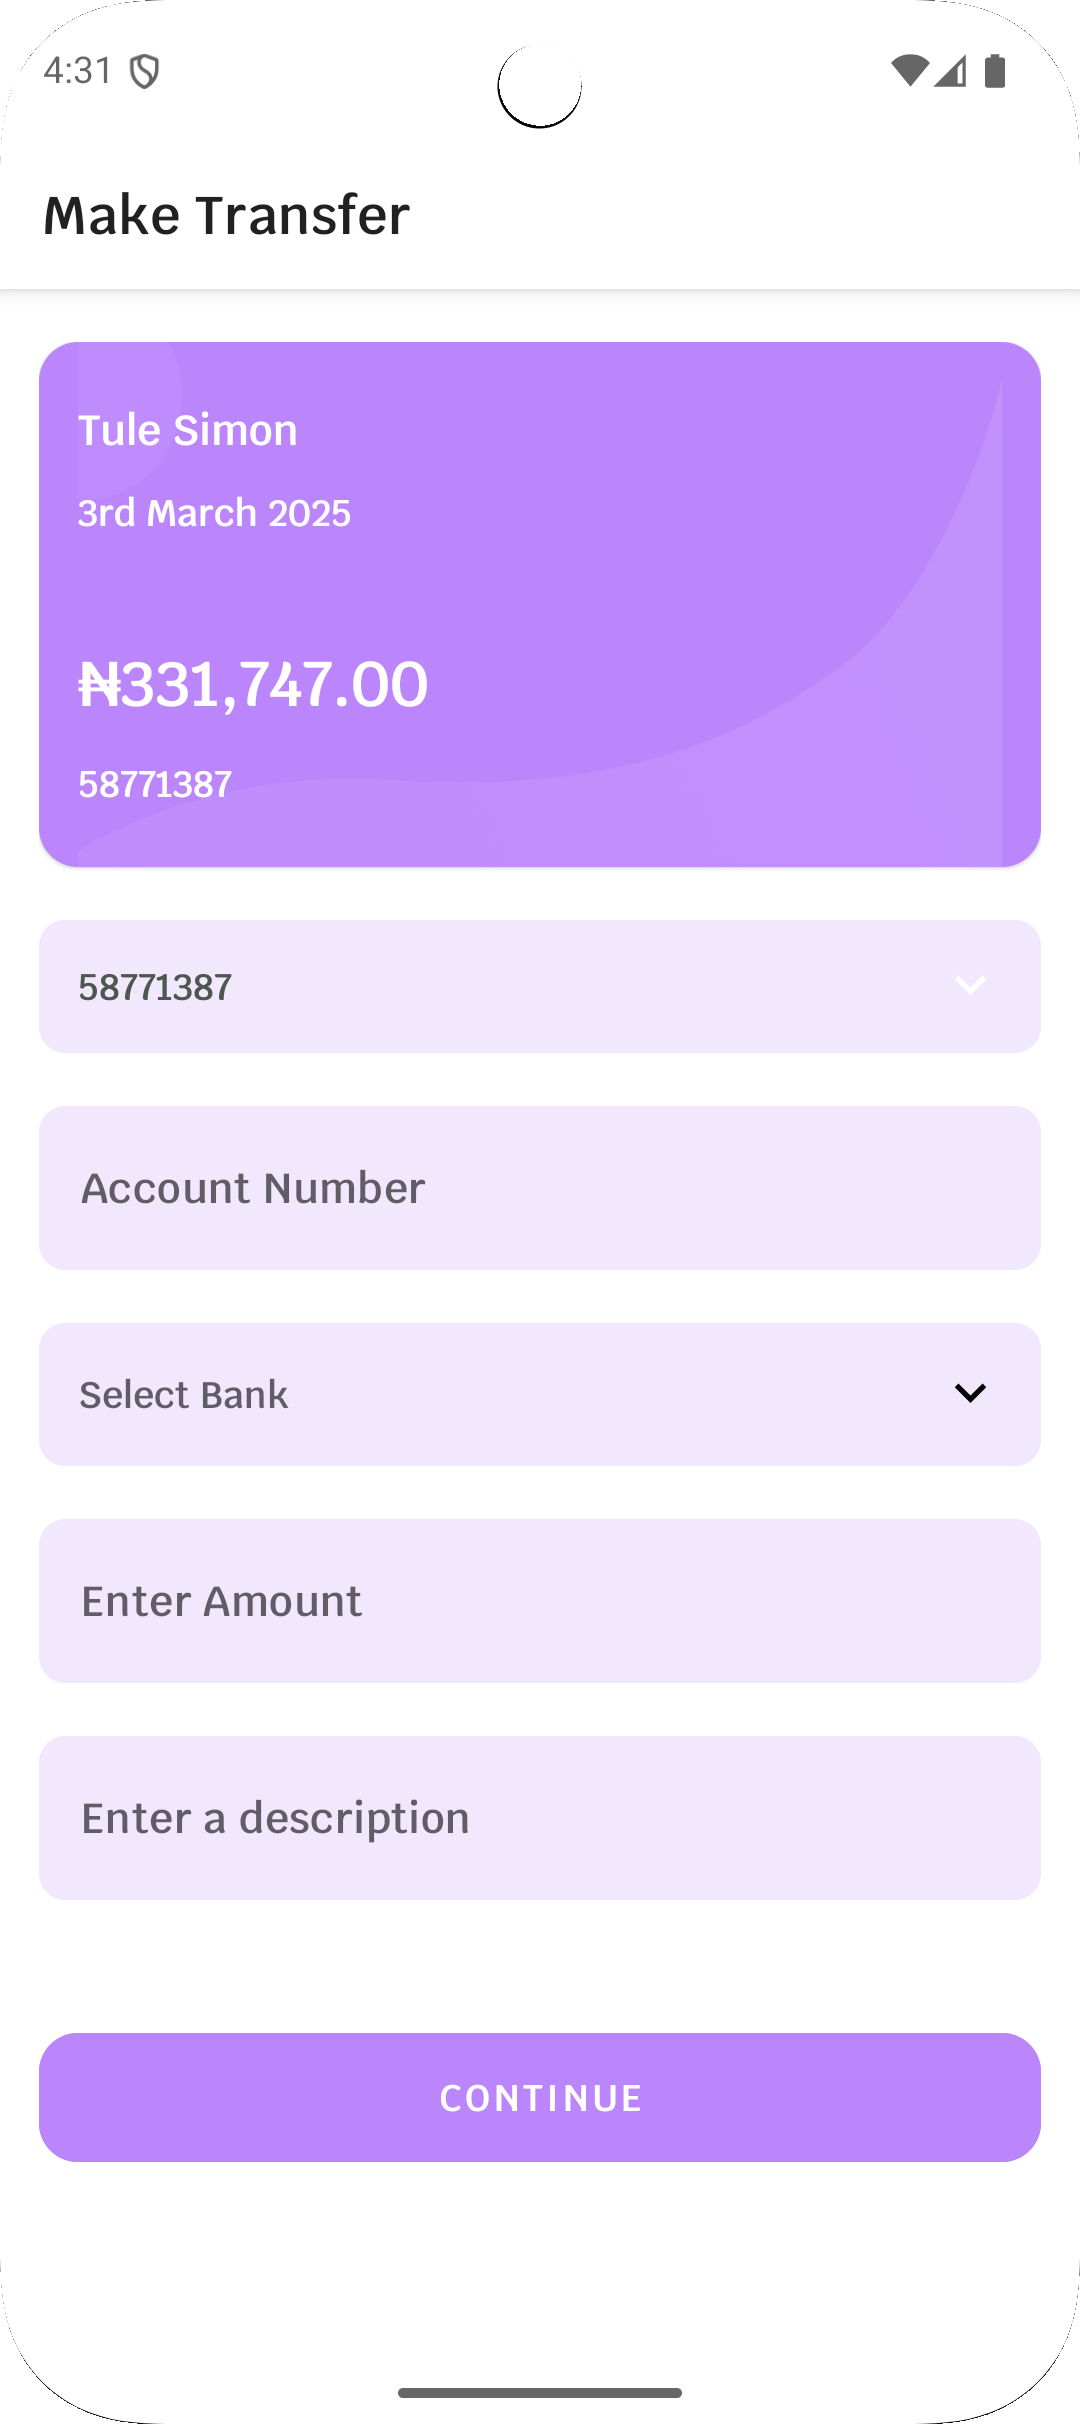 4:31
Make Transfer
Tule Simon
3rd March 2025
₦331,747.00
58771387
58771387
Account Number
Select Bank
Enter Amount
Enter a description
CONTINUE